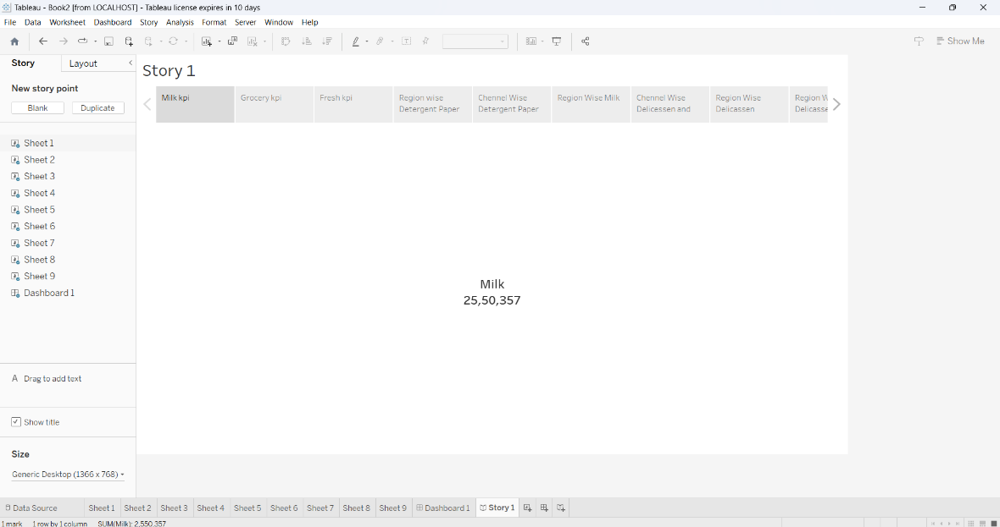 Tableau - Book2 [from LOCALHOST] - Tableau license expires in 10 days
File Data Worksheet Dashboard Story Analysis Format Server Window Help
Show Me
Story Layout
New story point
Blank Duplicate
Sheet 1
Sheet 2
Sheet 3
Sheet 4
Sheet 5
Sheet 6
Sheet 7
Sheet 8
Sheet 9
Dashboard 1
A Drag to add text
Show title
Size
Generic Desktop (1366 x 768)
Story 1
Milk kpi
Grocery kpi
Fresh kpi
Region wise
Detergent Paper
Chennel Wise
Detergent Paper
Region Wise Milk
Chennel Wise
Delicessen and
Region Wise
Delicassen
Region W
Delicasse
Milk
25,50,357
Data Source Sheet 1 Sheet 2 Sheet 3 Sheet 4 Sheet 5 Sheet 6 Sheet 7 Sheet 8 Sheet 9 Dashboard 1 Story 1
1 mark 1 row by 1 column SUM(Milk): 2,550,357